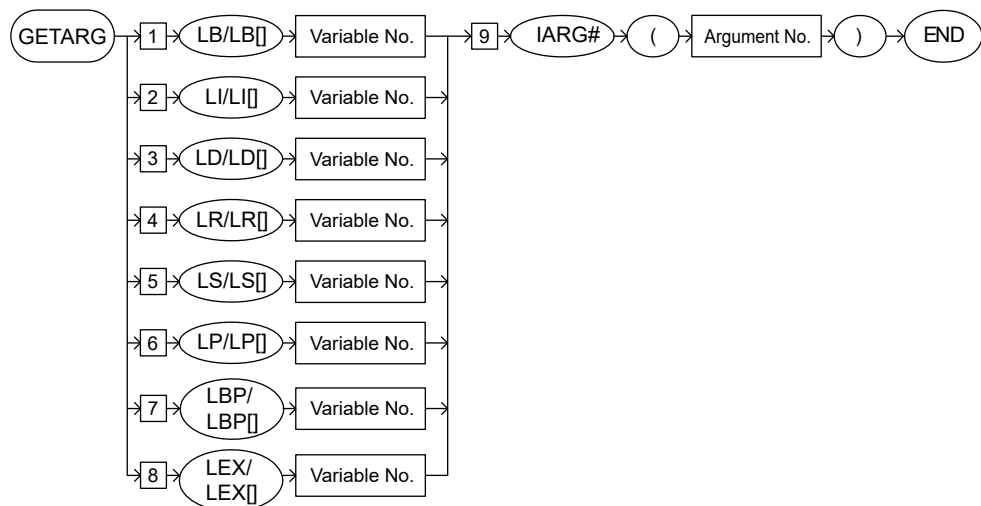 GETARG 1 LB/LB[] Variable No. 9 IARG# ( Argument No. ) END
2 LI/LI[] Variable No.
3 LD/LD[] Variable No.
4 LR/LR[] Variable No.
5 LS/LS[] Variable No.
6 LP/LP[] Variable No.
7 LBP/
LBP[] Variable No.
8 LEX/
LEX[] Variable No.